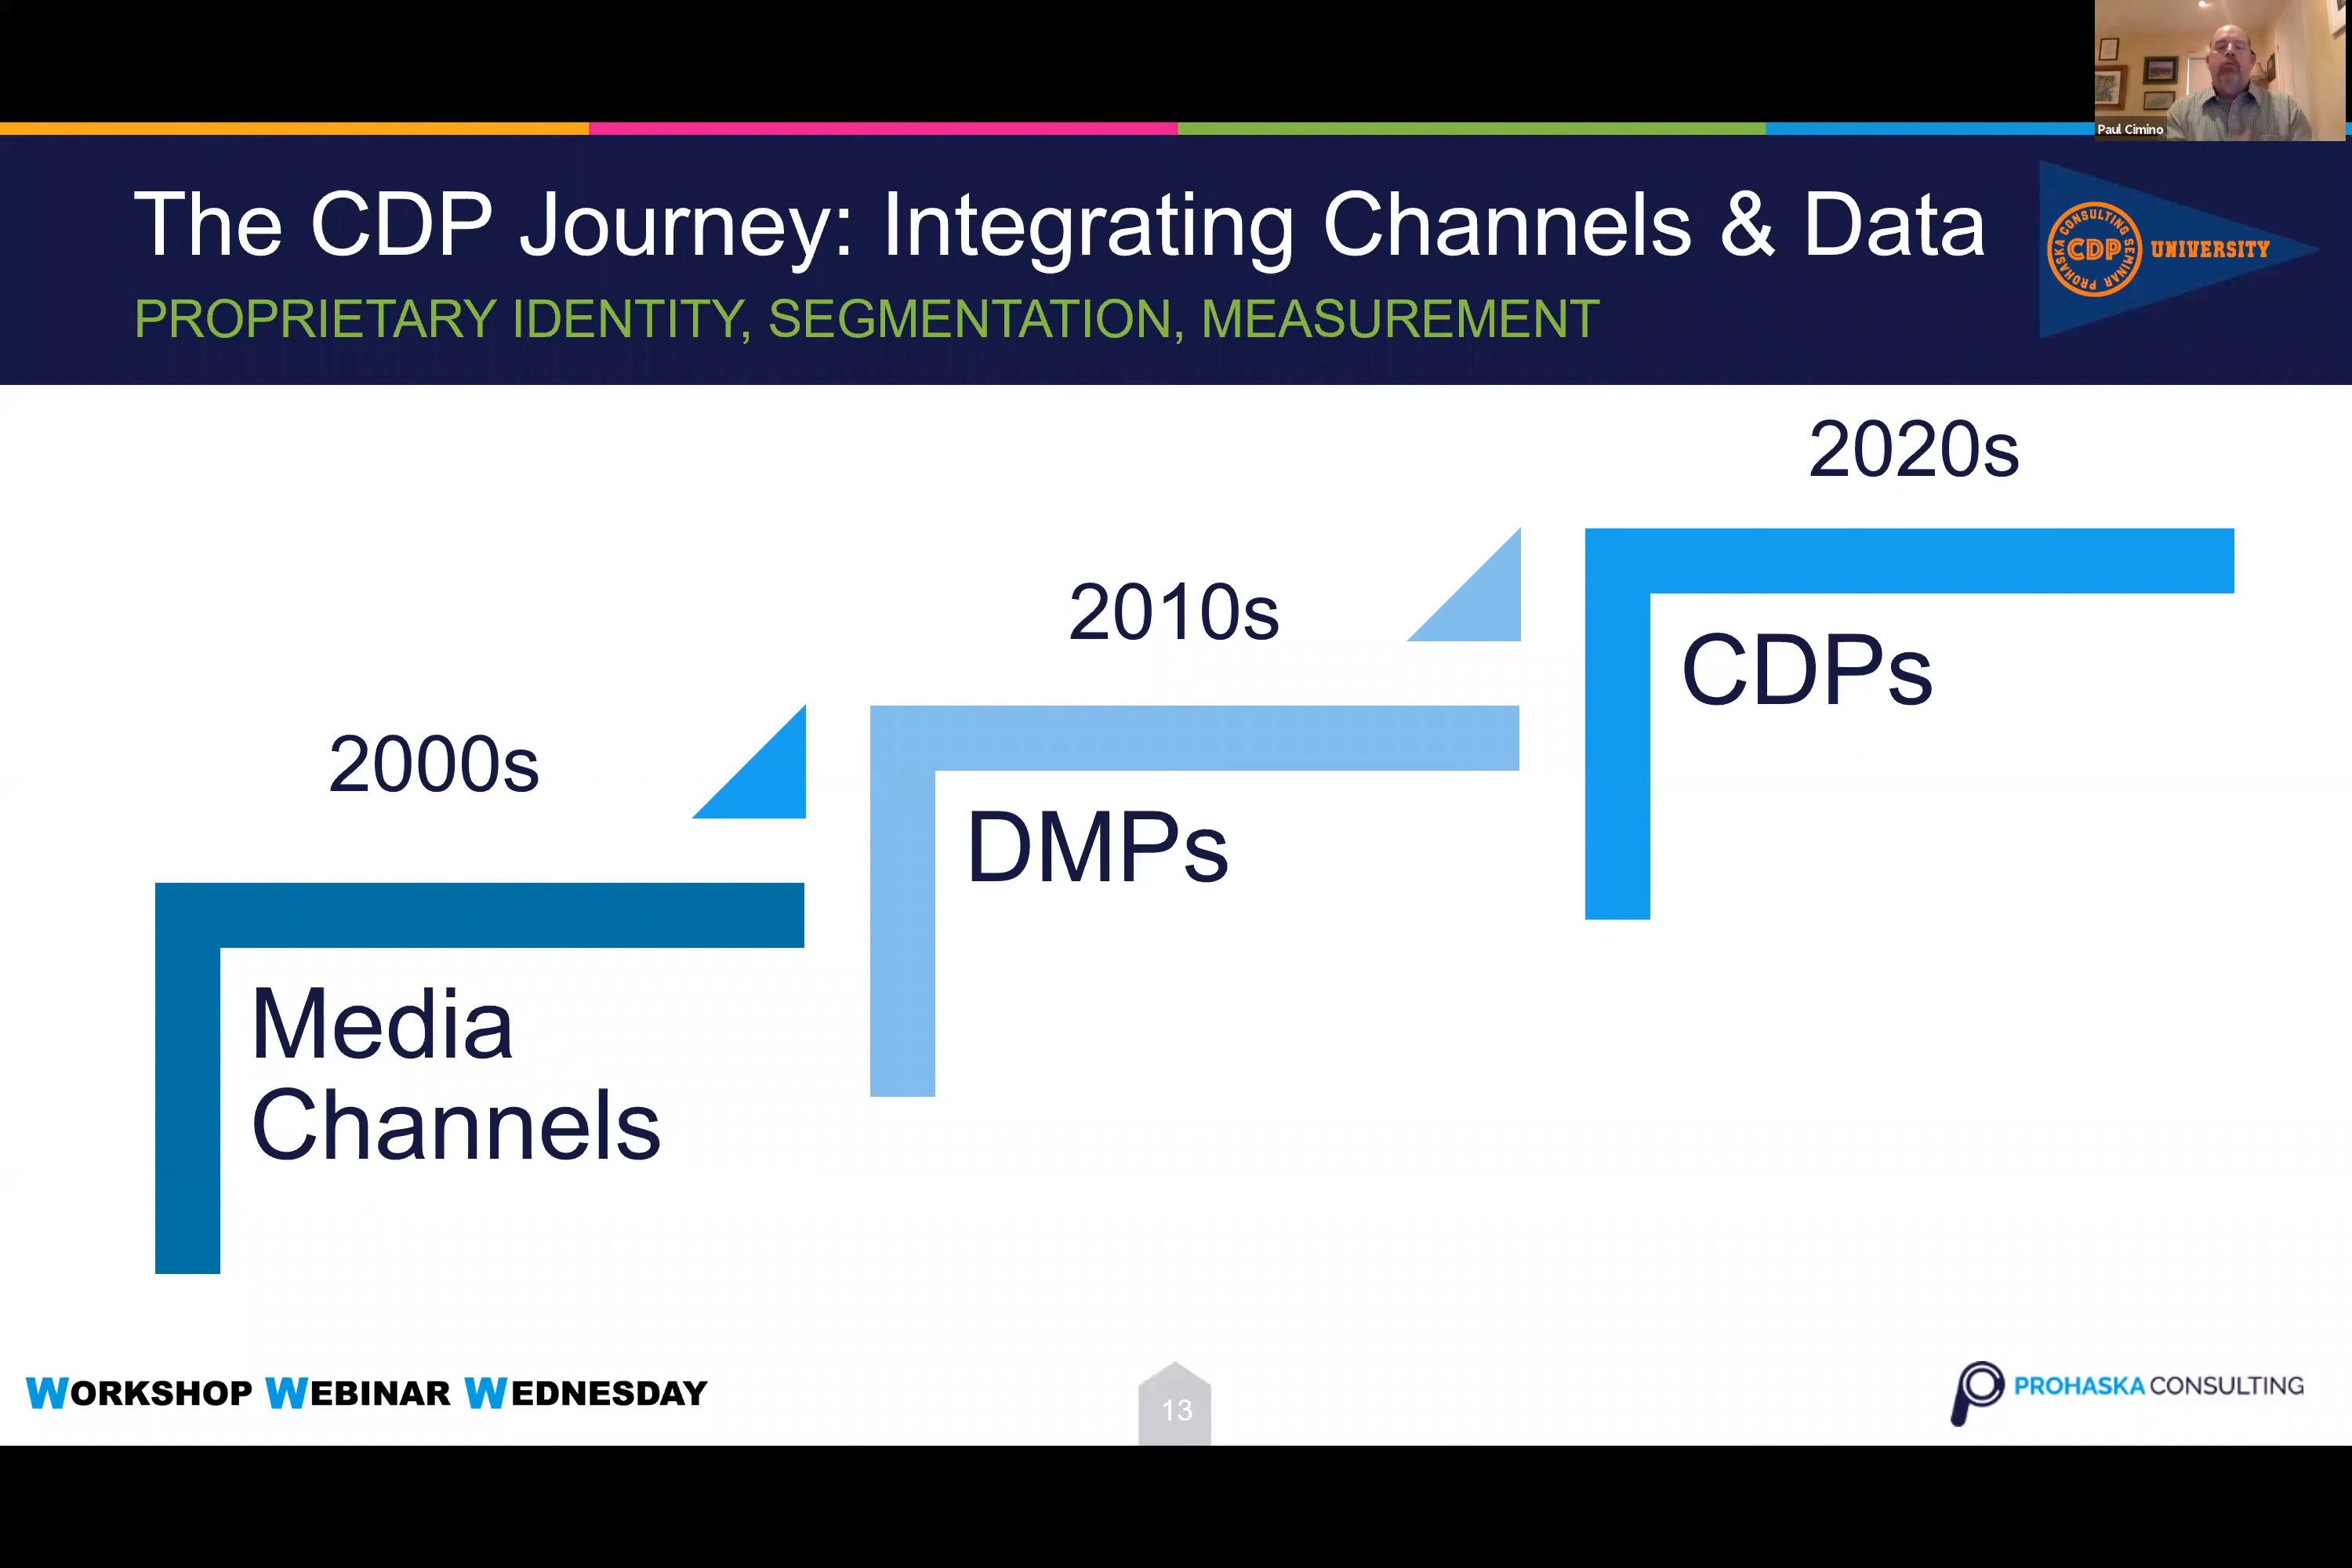 Paul Cimino
The CDP Journey: Integrating Channels & Data
PROPRIETARY IDENTITY, SEGMENTATION, MEASUREMENT
PROHASKA CONSULTING SEMINAR
CDP
UNIVERSITY
2020s
CDPs
2010s
DMPs
2000s
Media
Channels
WORKSHOP WEBINAR WEDNESDAY
13
PROHASKA CONSULTING